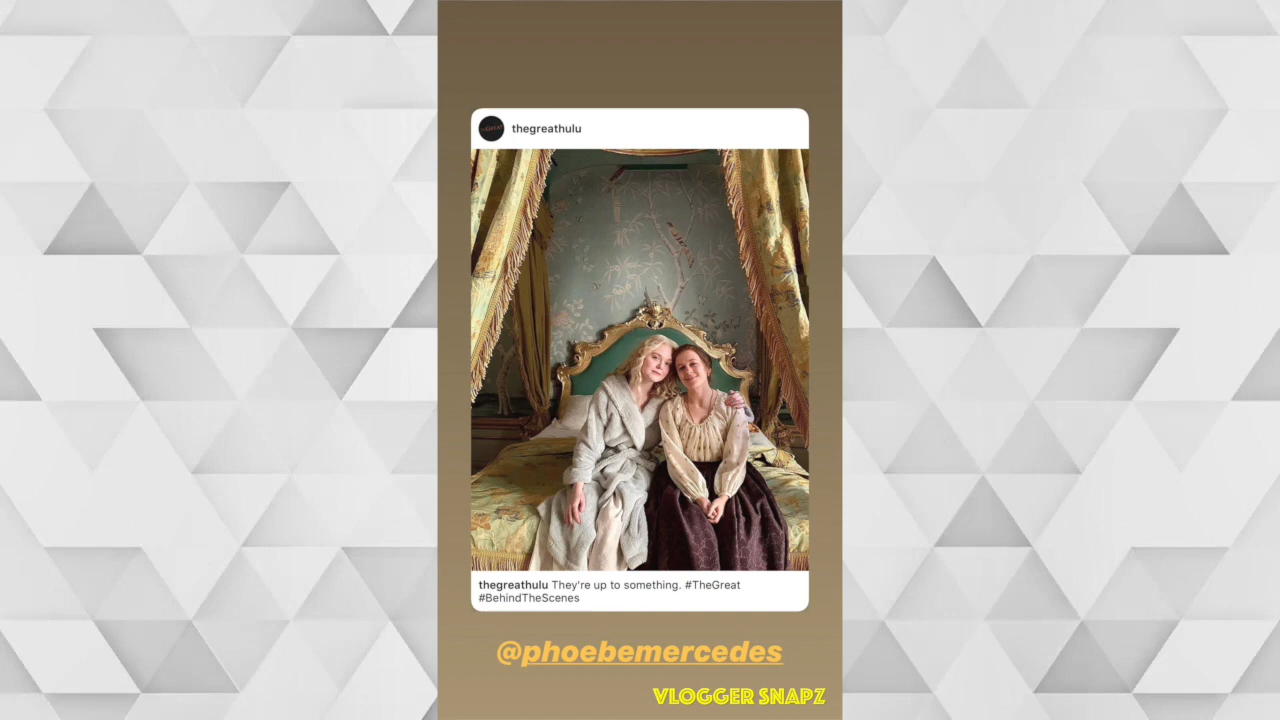 thegreathulu
thegreathulu They're up to something. #TheGreat
#BehindTheScenes
@phoebemercedes
VLOGGER SNAPZ